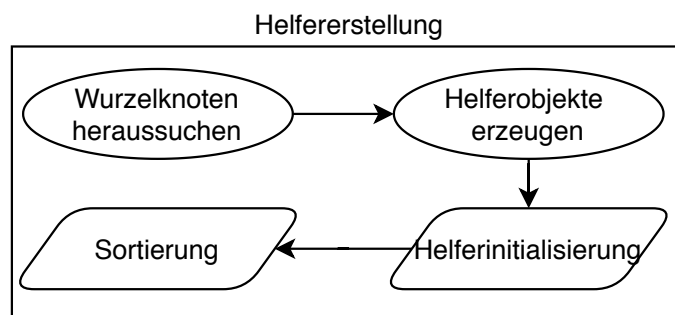 Helfererstellung
Wurzelknoten
heraussuchen
Helferobjekte
erzeugen
Sortierung
Helferinitialisierung